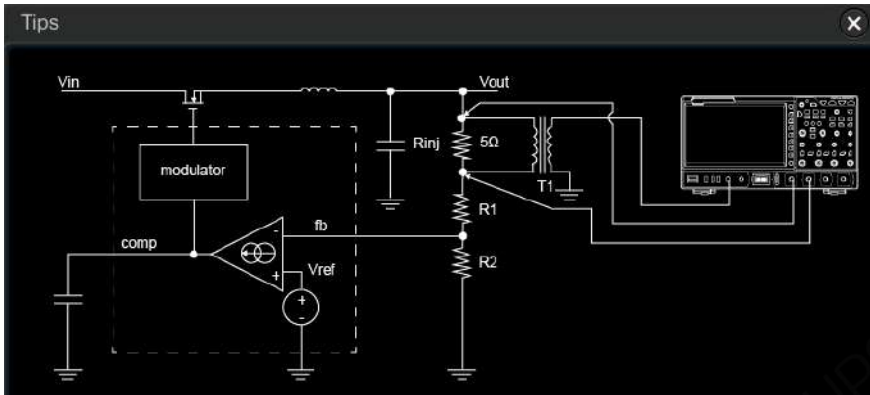 Tips
Vin
Vout
Rinj
5Ω
modulator
T1
R1
fb
comp
-
+
Vref
+
-
R2